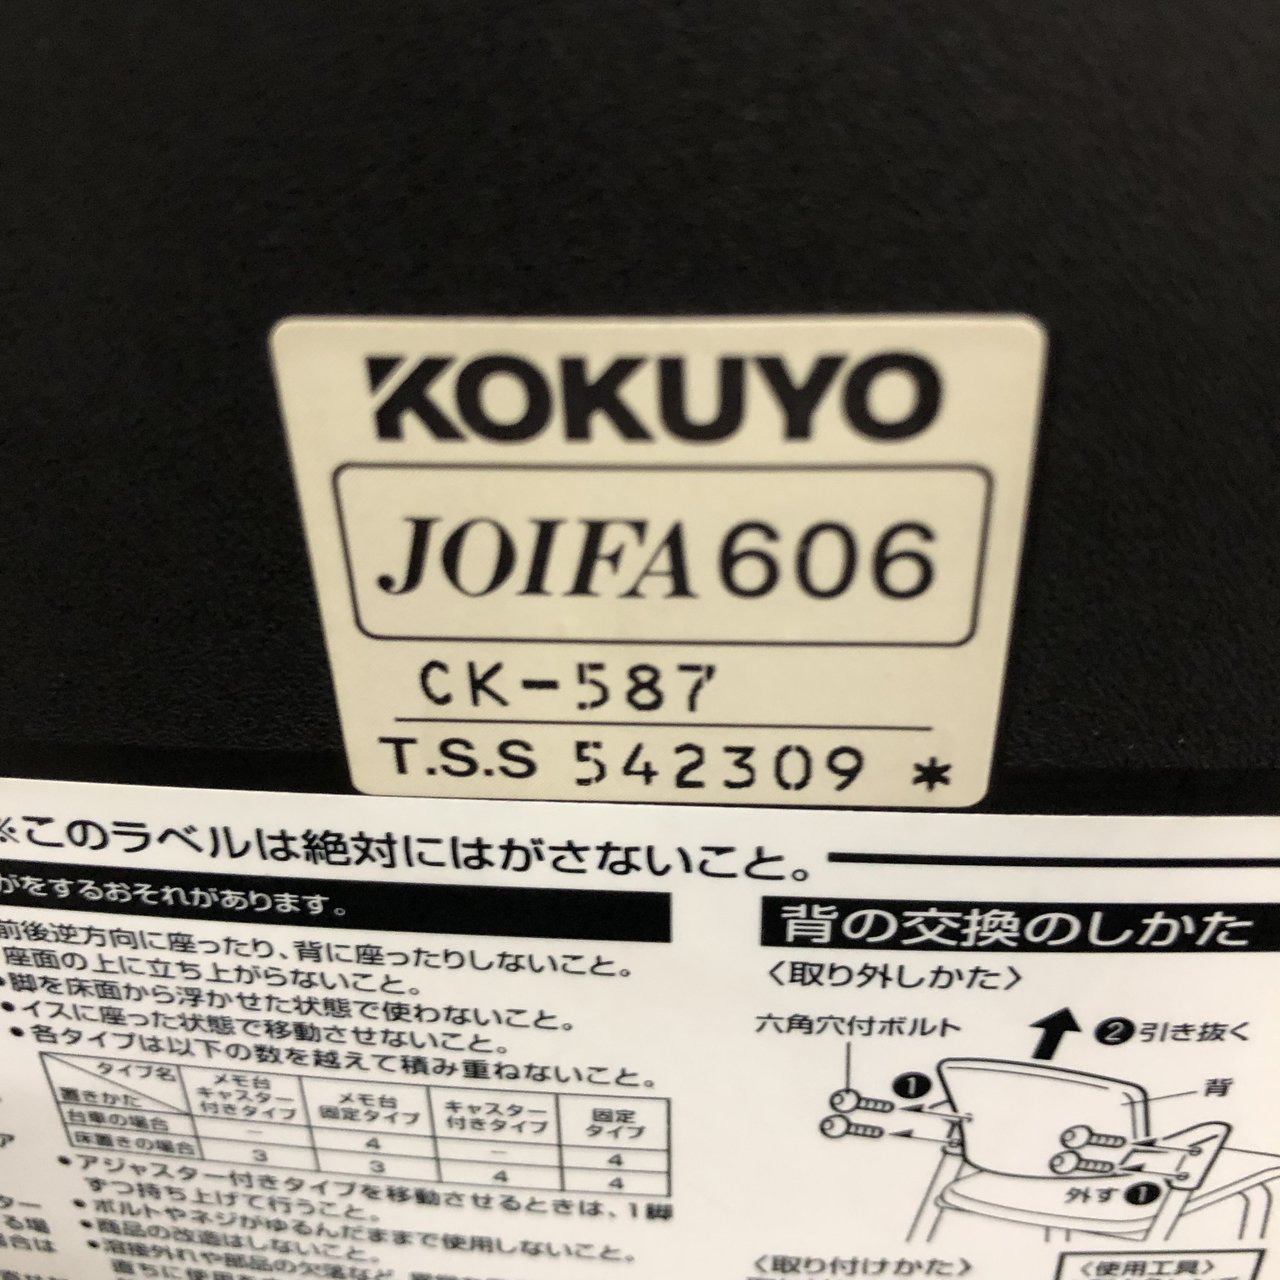 KOKUYO
JOIFA606
CK-587
T.S.S 542309 *
※このラベルは絶対にはがさないこと。
がをするおそれがあります。
前後逆方向に座ったり、背に座ったりしないこと。
座面の上に立ち上がらないこと。
脚を床面から浮かせた状態で使わないこと。
●イスに座った状態で移動させないこと。
●各タイプは以下の数を越えて積み重ねないこと。
タイプ名
置きかた
メモ台キャスター付きタイプ
メモ台固定タイプ
キャスター付きタイプ
固定タイプ
台車の場合 － 4 － 4
床置きの場合 3 3 4 4
●アジャスター付きタイプを移動させるときは、1脚
ずつ持ち上げて行うこと。
●ボルトやネジがゆるんだままで使用しないこと。
●商品の改造はしないこと。
●溶接外れや部品の欠落など、
背の交換のしかた
〈取り外しかた〉
六角穴付ボルト
❷引き抜く
❶
背
外す❶
〈取り付けかた〉
〈使用工具〉